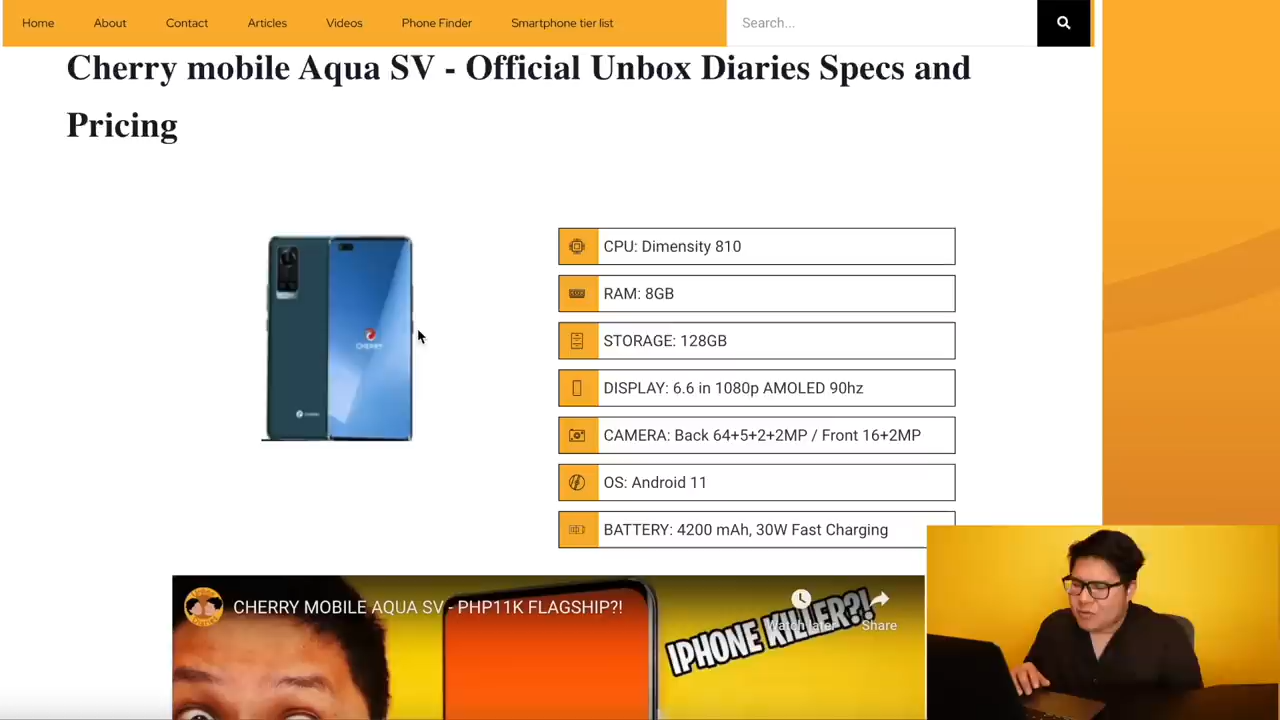 Home About Contact Articles Videos Phone Finder Smartphone tier list Search...
Cherry mobile Aqua SV - Official Unbox Diaries Specs and
Pricing
CHERRY
CPU: Dimensity 810
RAM: 8GB
STORAGE: 128GB
DISPLAY: 6.6 in 1080p AMOLED 90hz
CAMERA: Back 64+5+2+2MP / Front 16+2MP
OS: Android 11
BATTERY: 4200 mAh, 30W Fast Charging
CHERRY MOBILE AQUA SV - PHP11K FLAGSHIP?!
IPHONE KILLER?!
Watch later Share